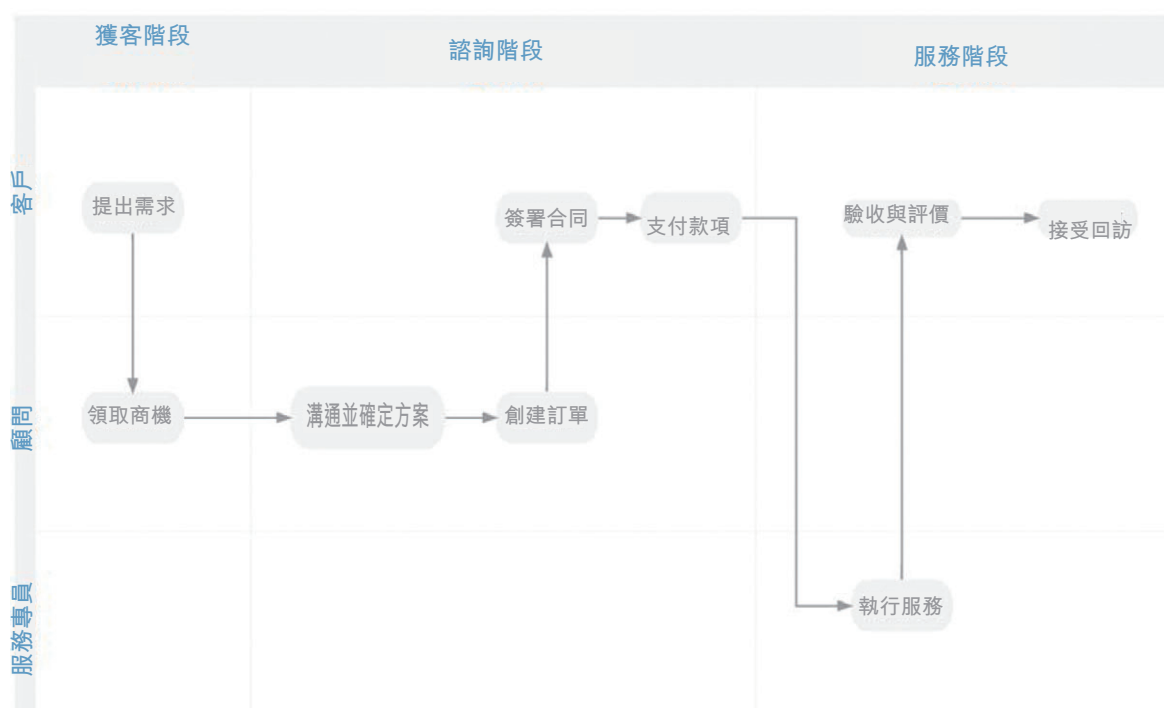 獲客階段
諮詢階段
服務階段
客戶
提出需求
簽署合同
支付款項
驗收與評價
接受回訪
顧問
領取商機
溝通並確定方案
創建訂單
服務專員
執行服務